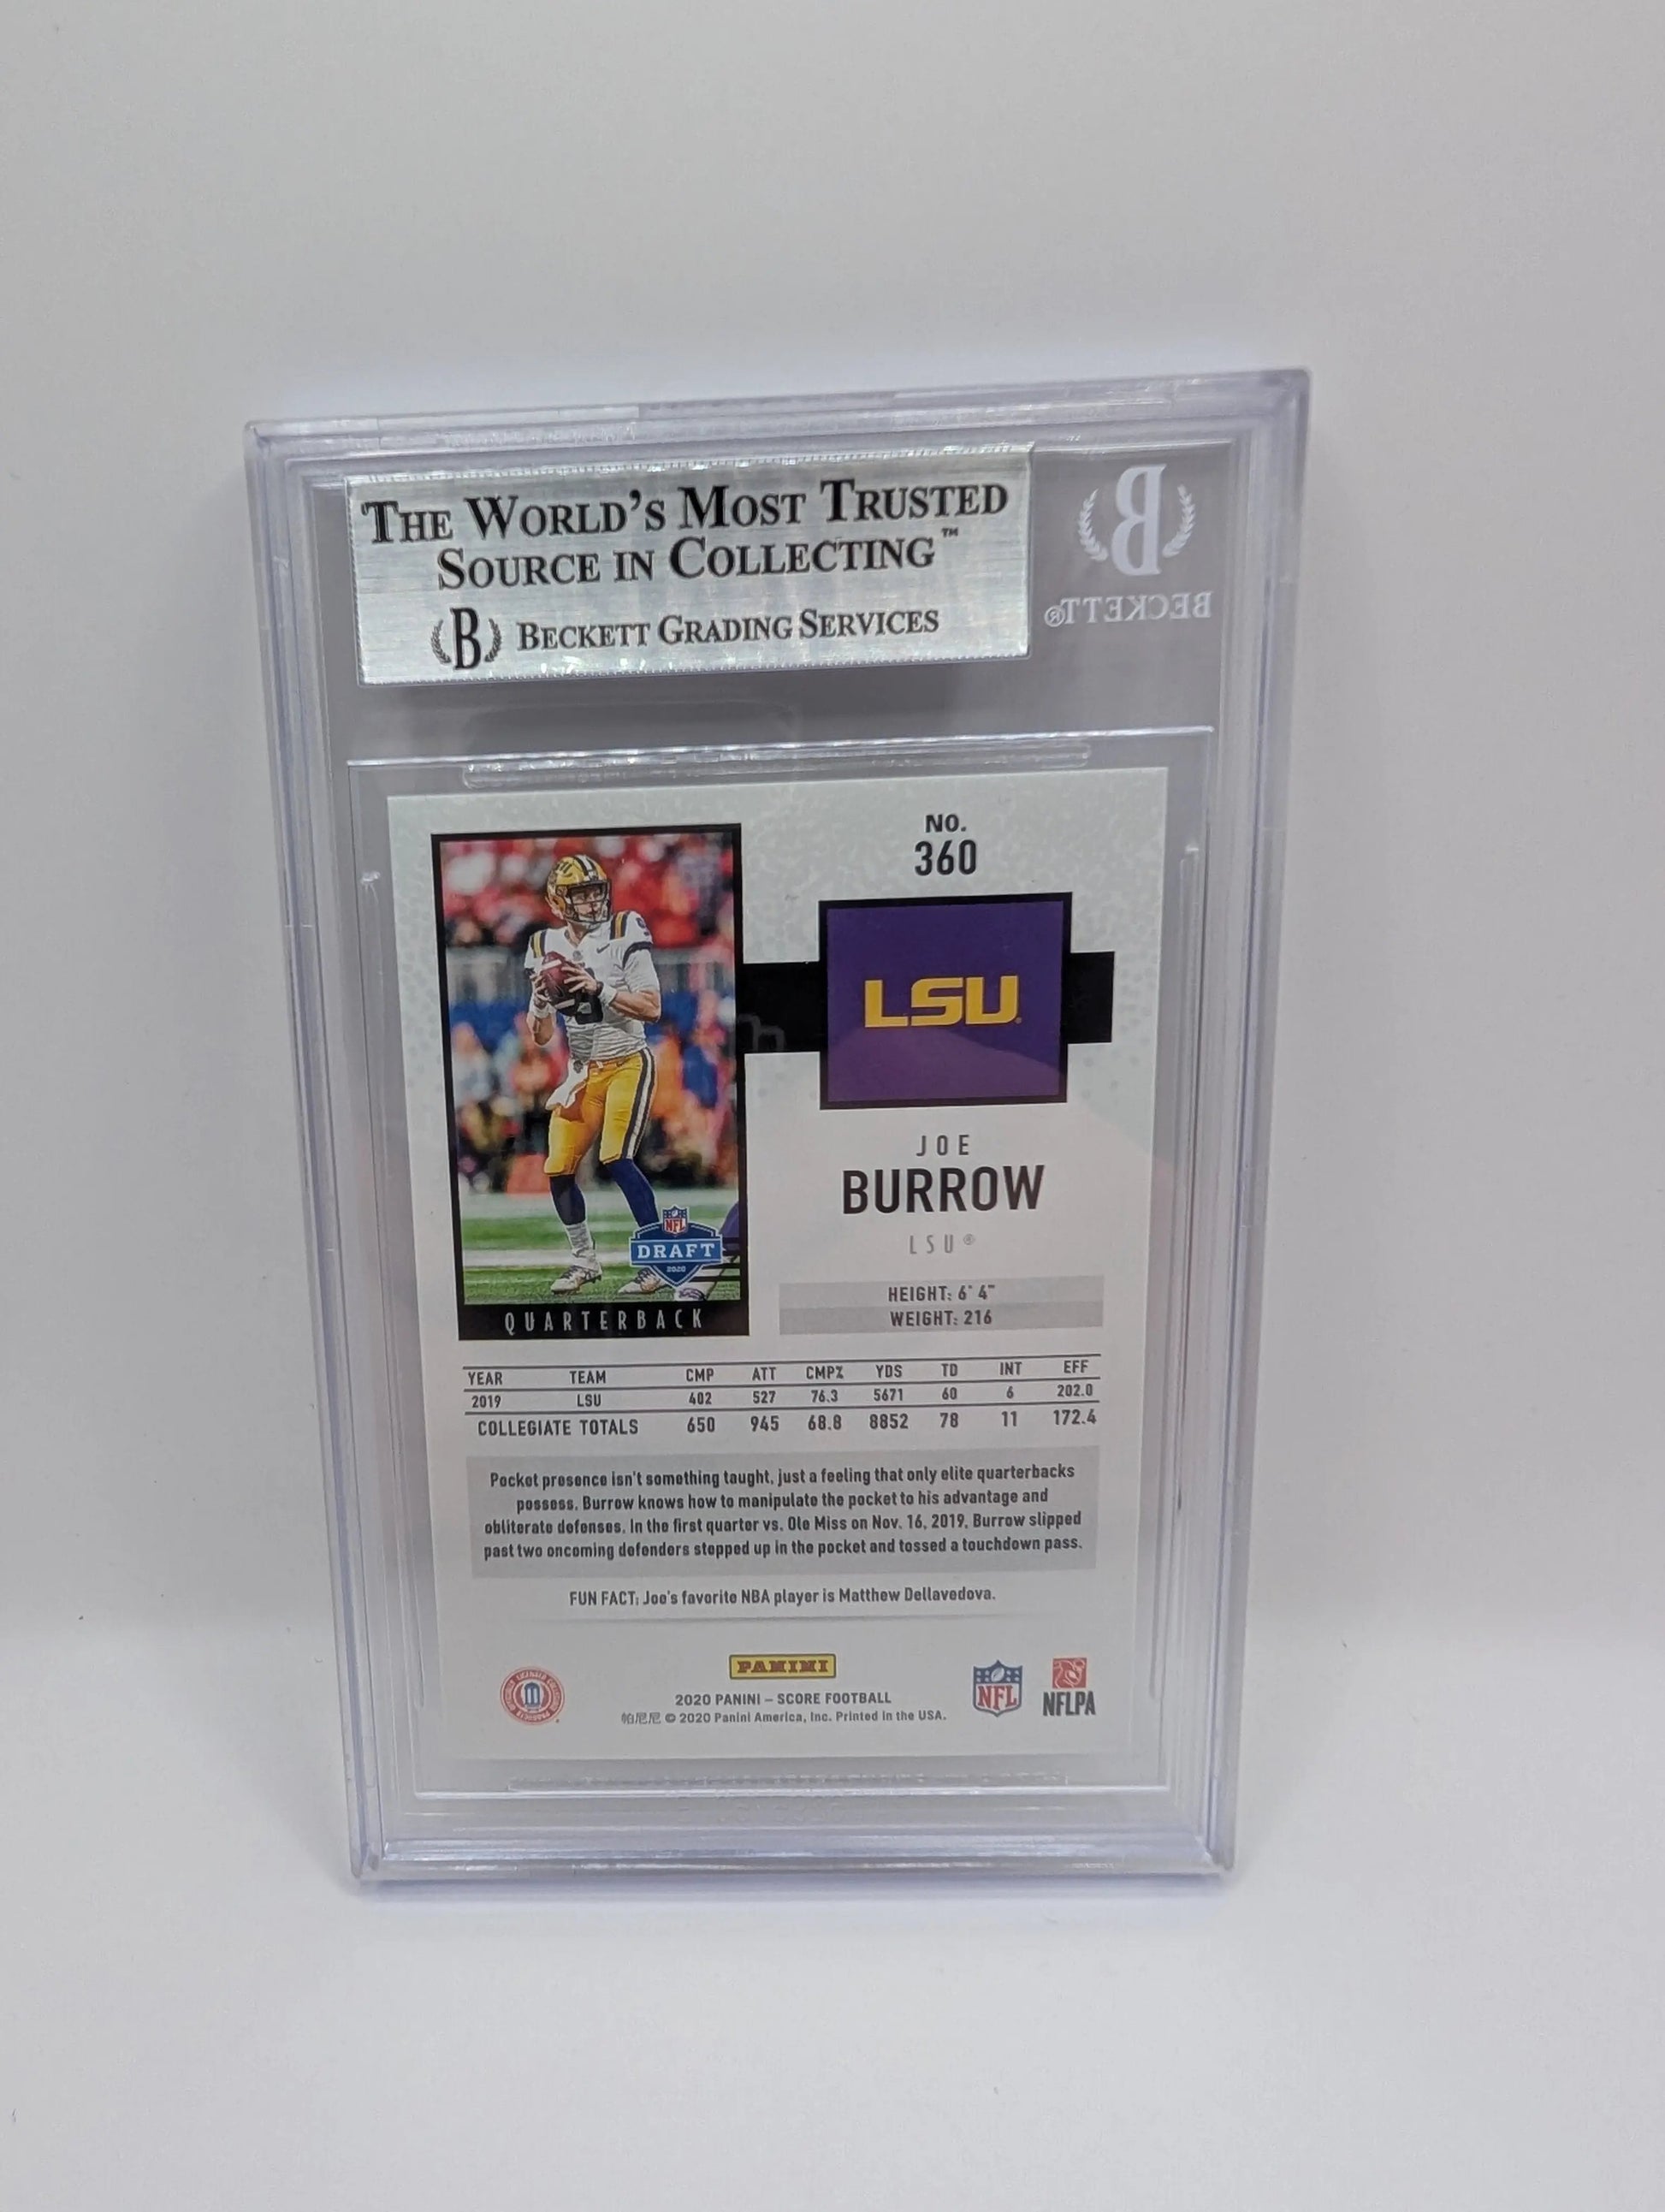 THE WORLD'S MOST TRUSTED
SOURCE IN COLLECTING™
B BECKETT GRADING SERVICES
B
BECKETT®
NO.
360
LSU
NFL
DRAFT
2020
QUARTERBACK
JOE
BURROW
LSU®
HEIGHT: 6' 4"
WEIGHT: 216
YEAR TEAM CMP ATT CMP% YDS TD INT EFF
2019 LSU 402 527 76.3 5671 60 6 202.0
COLLEGIATE TOTALS 650 945 68.8 8852 78 11 172.4
Pocket presence isn't something taught, just a feeling that only elite quarterbacks
possess. Burrow knows how to manipulate the pocket to his advantage and
obliterate defenses. In the first quarter vs. Ole Miss on Nov. 16, 2019, Burrow slipped
past two oncoming defenders stepped up in the pocket and tossed a touchdown pass.
FUN FACT: Joe's favorite NBA player is Matthew Dellavedova.
PANINI
2020 PANINI – SCORE FOOTBALL
帕尼尼 © 2020 Panini America, Inc. Printed in the USA.
NFL
NFLPA